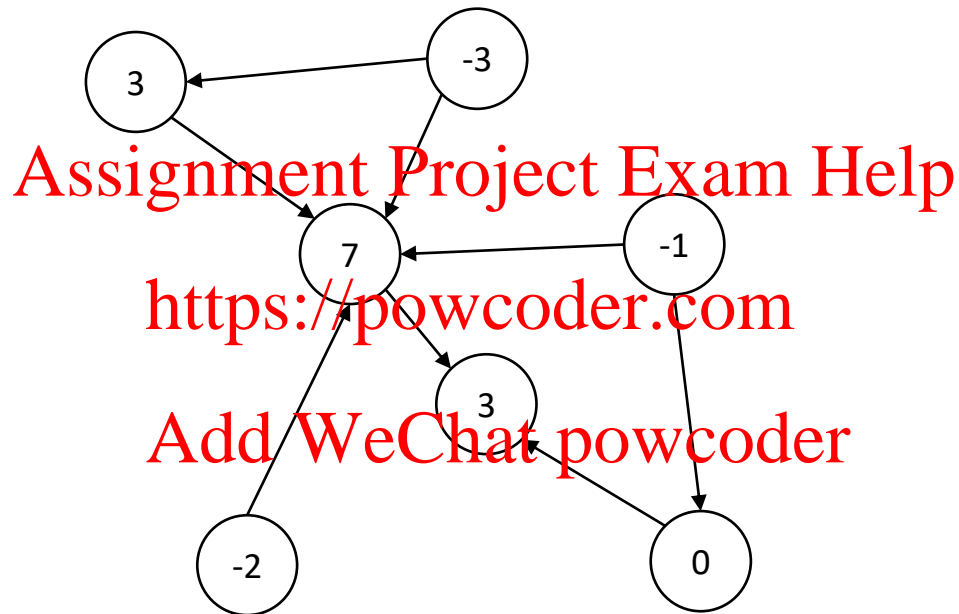 -3
3
Assignment Project Exam Help
-1
7
https://powcoder.com
3
Add WeChat powcoder
-2
0